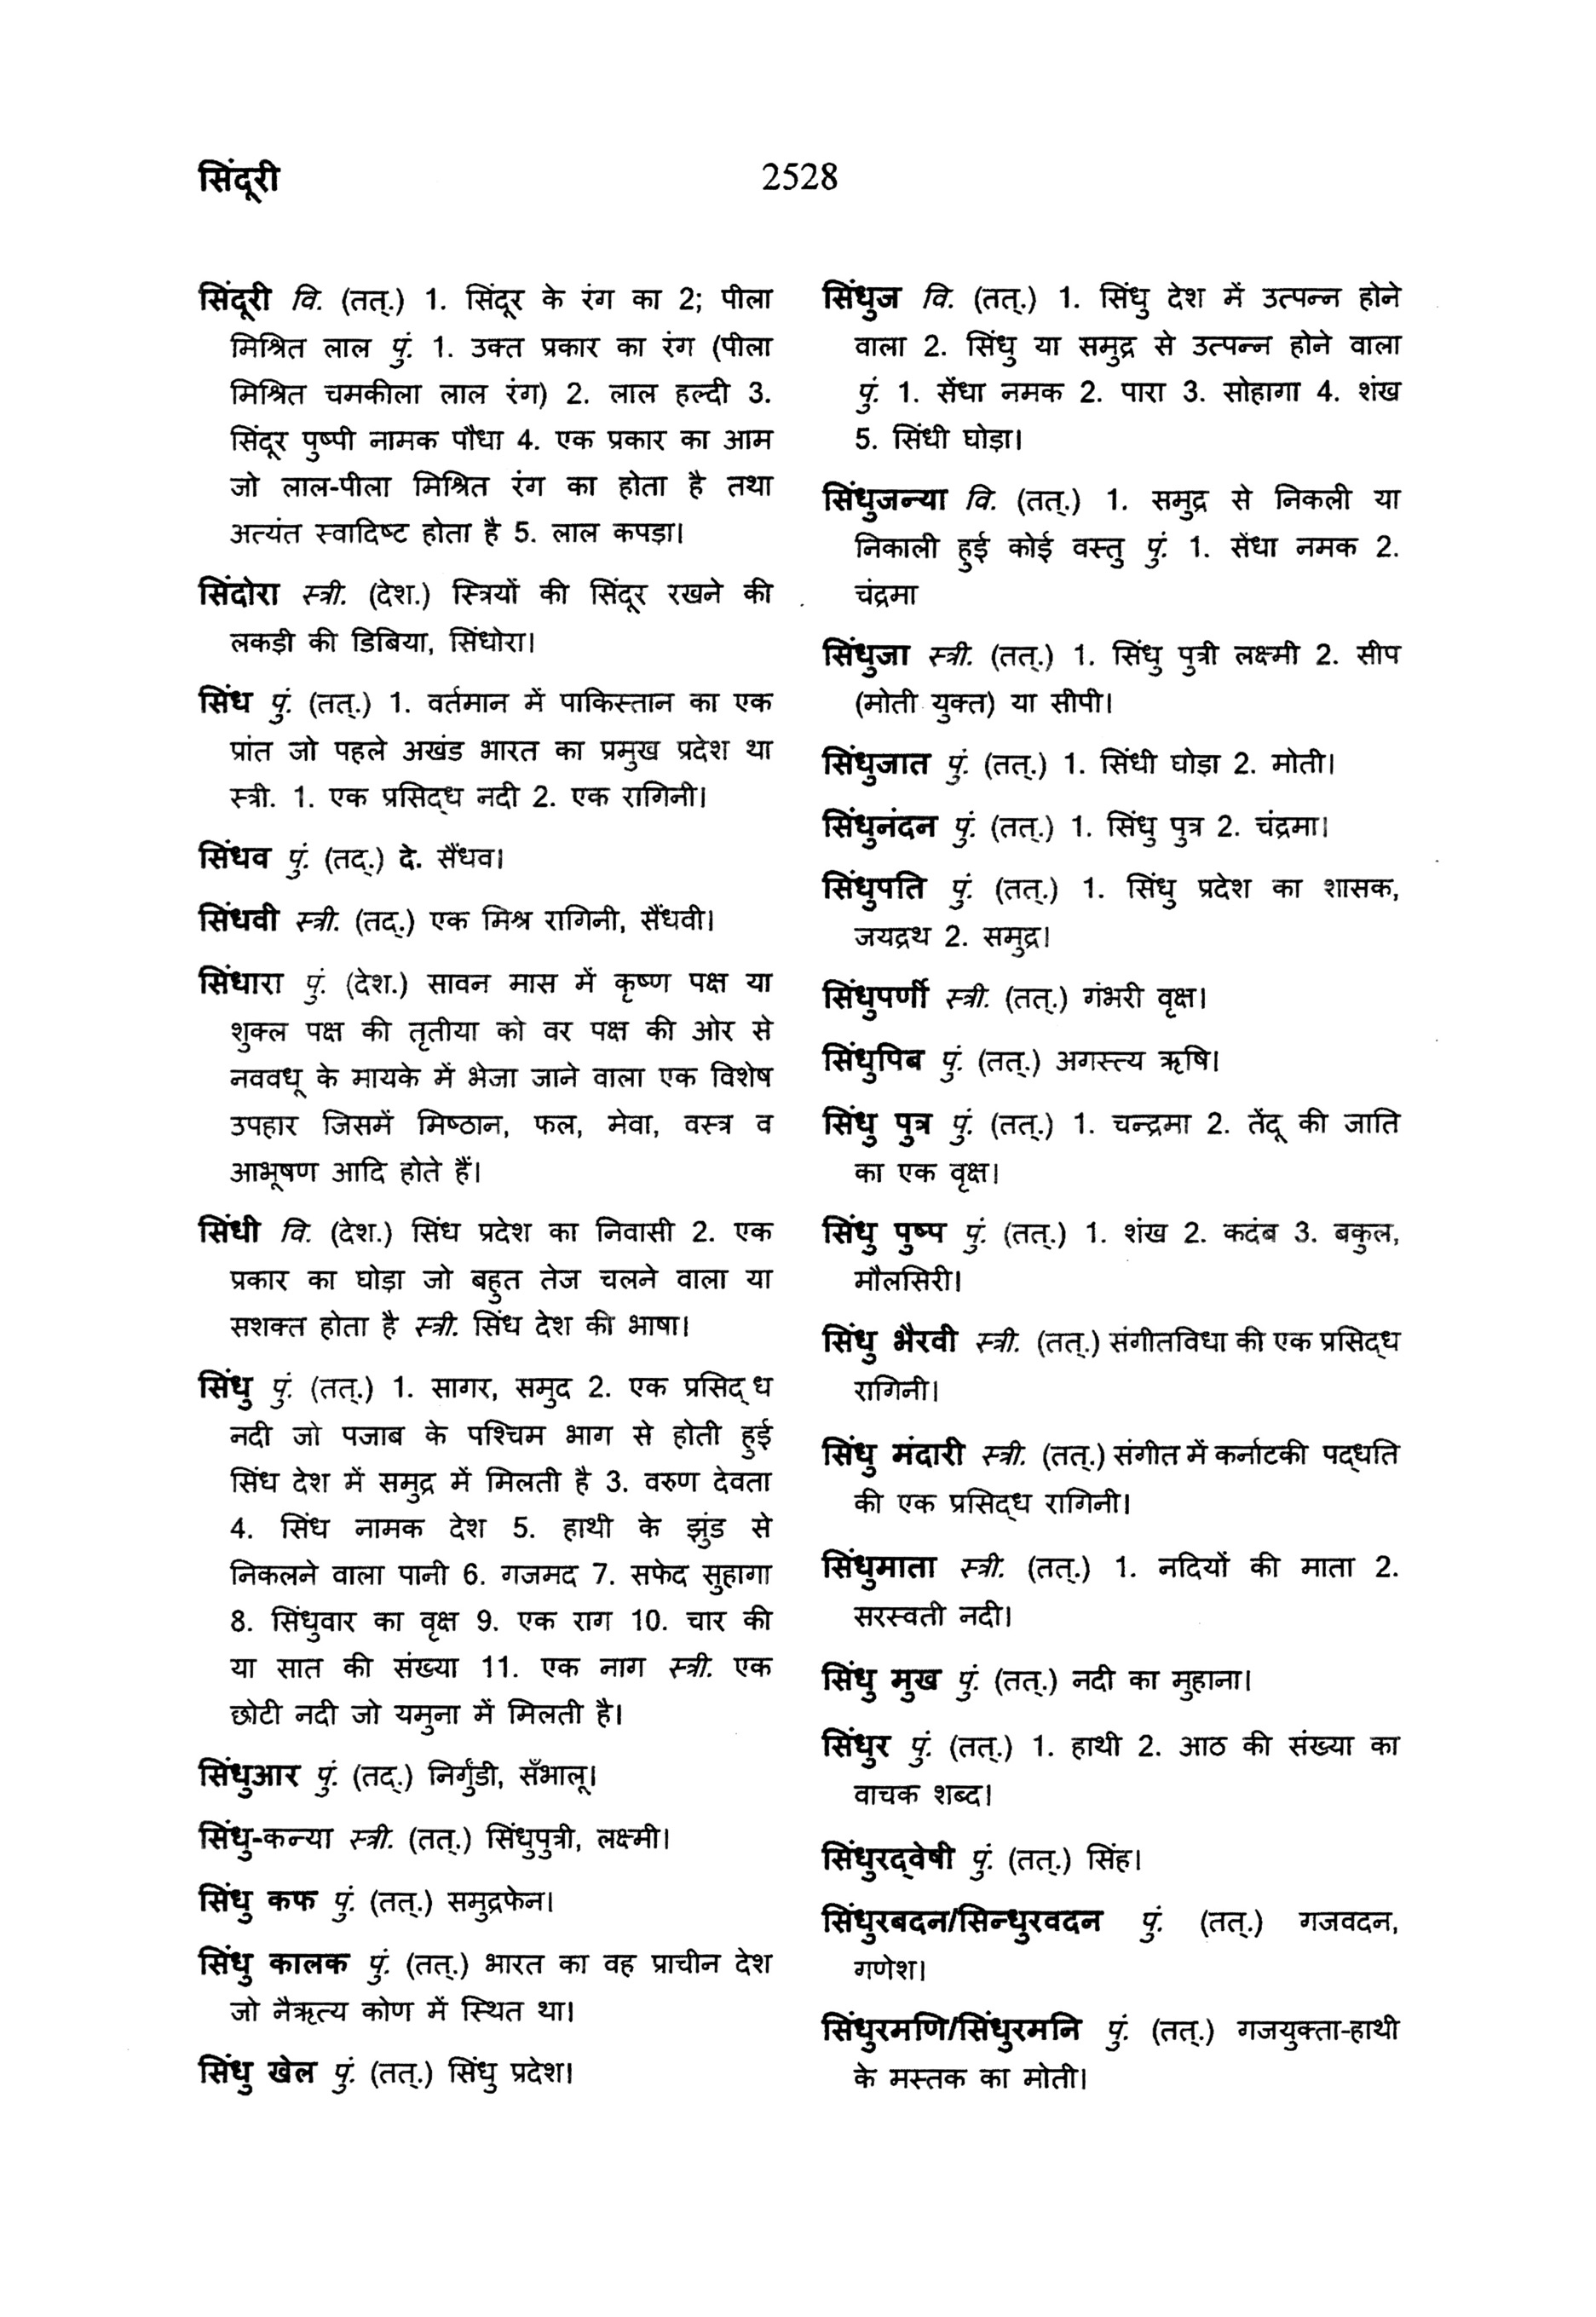 सिंदूरी
2528
सिंदूरी वि. (तत्.) 1. सिंदूर के रंग का 2; पीला
मिश्रित लाल पुं. 1. उक्त प्रकार का रंग (पीला
मिश्रित चमकीला लाल रंग) 2. लाल हल्दी 3.
सिंदूर पुष्पी नामक पौधा 4. एक प्रकार का आम
जो लाल-पीला मिश्रित रंग का होता है तथा
अत्यंत स्वादिष्ट होता है 5. लाल कपड़ा।
सिंदोरा स्त्री. (देश.) स्त्रियों की सिंदूर रखने की
लकड़ी की डिबिया, सिंधोरा।
सिंध पुं. (तत्.) 1. वर्तमान में पाकिस्तान का एक
प्रांत जो पहले अखंड भारत का प्रमुख प्रदेश था
स्त्री. 1. एक प्रसिद्ध नदी 2. एक रागिनी।
सिंधव पुं. (तद्.) दे. सैंधव।
सिंधवी स्त्री. (तद्.) एक मिश्र रागिनी, सैंधवी।
सिंधारा पुं. (देश.) सावन मास में कृष्ण पक्ष या
शुक्ल पक्ष की तृतीया को वर पक्ष की ओर से
नववधू के मायके में भेजा जाने वाला एक विशेष
उपहार जिसमें मिष्ठान, फल, मेवा, वस्त्र व
आभूषण आदि होते हैं।
सिंधी वि. (देश.) सिंध प्रदेश का निवासी 2. एक
प्रकार का घोड़ा जो बहुत तेज चलने वाला या
सशक्त होता है स्त्री. सिंध देश की भाषा।
सिंधु पुं. (तत्.) 1. सागर, समुद 2. एक प्रसिद्ध
नदी जो पजाब के पश्चिम भाग से होती हुई
सिंध देश में समुद्र में मिलती है 3. वरुण देवता
4. सिंध नामक देश 5. हाथी के झुंड से
निकलने वाला पानी 6. गजमद 7. सफेद सुहागा
8. सिंधुवार का वृक्ष 9. एक राग 10. चार की
या सात की संख्या 11. एक नाग स्त्री. एक
छोटी नदी जो यमुना में मिलती है।
सिंधुआर पुं. (तद्.) निर्गुंडी, सँभालू।
सिंधु-कन्या स्त्री. (तत्.) सिंधुपुत्री, लक्ष्मी।
सिंधु कफ पुं. (तत्.) समुद्रफेन।
सिंधु कालक पुं. (तत्.) भारत का वह प्राचीन देश
जो नैऋत्य कोण में स्थित था।
सिंधु खेल पुं. (तत्.) सिंधु प्रदेश।
सिंधुज वि. (तत्.) 1. सिंधु देश में उत्पन्न होने
वाला 2. सिंधु या समुद्र से उत्पन्न होने वाला
पुं. 1. सेंधा नमक 2. पारा 3. सोहागा 4. शंख
5. सिंधी घोड़ा।
सिंधुजन्या वि. (तत्.) 1. समुद्र से निकली या
निकाली हुई कोई वस्तु पुं. 1. सेंधा नमक 2.
चंद्रमा
सिंधुजा स्त्री. (तत्.) 1. सिंधु पुत्री लक्ष्मी 2. सीप
(मोती युक्त) या सीपी।
सिंधुजात पुं. (तत्.) 1. सिंधी घोड़ा 2. मोती।
सिंधुनंदन पुं. (तत्.) 1. सिंधु पुत्र 2. चंद्रमा।
सिंधुपति पुं. (तत्.) 1. सिंधु प्रदेश का शासक,
जयद्रथ 2. समुद्र।
सिंधुपर्णी स्त्री. (तत्.) गंभरी वृक्ष।
सिंधुपिब पुं. (तत्.) अगस्त्य ऋषि।
सिंधु पुत्र पुं. (तत्.) 1. चन्द्रमा 2. तेंदू की जाति
का एक वृक्ष।
सिंधु पुष्प पुं. (तत्.) 1. शंख 2. कदंब 3. बकुल,
मौलसिरी।
सिंधु भैरवी स्त्री. (तत्.) संगीतविधा की एक प्रसिद्ध
रागिनी।
सिंधु मंदारी स्त्री. (तत्.) संगीत में कर्नाटकी पद्धति
की एक प्रसिद्ध रागिनी।
सिंधुमाता स्त्री. (तत्.) 1. नदियों की माता 2.
सरस्वती नदी।
सिंधु मुख पुं. (तत्.) नदी का मुहाना।
सिंधुर पुं. (तत्.) 1. हाथी 2. आठ की संख्या का
वाचक शब्द।
सिंधुरद्वेषी पुं. (तत्.) सिंह।
सिंधुरबदन/सिन्धुरवदन पुं. (तत्.) गजवदन,
गणेश।
सिंधुरमणि/सिंधुरमनि पुं. (तत्.) गजयुक्ता-हाथी
के मस्तक का मोती।